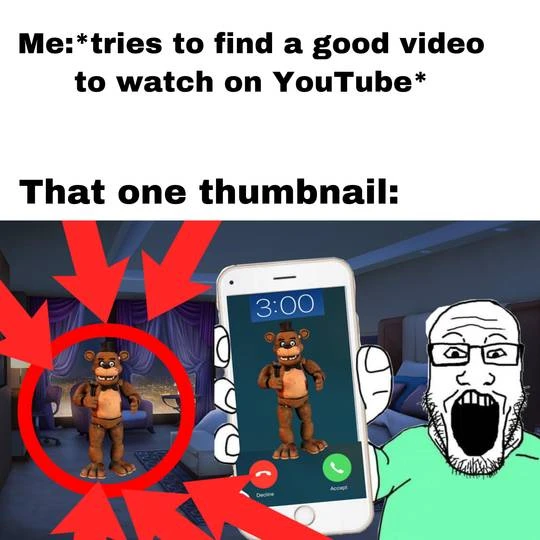 Me:*tries to find a good video
to watch on YouTube*
That one thumbnail:
3:00
Decline
Accept